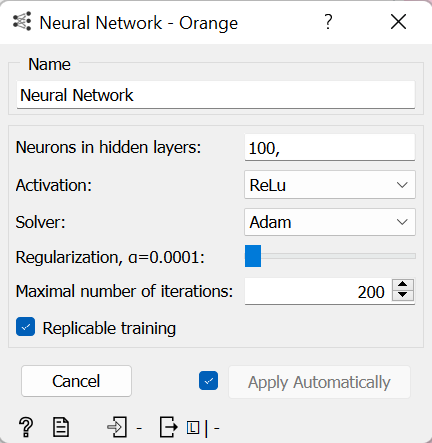 Neural Network - Orange ?
Name
Neural Network
Neurons in hidden layers: 100,
Activation: ReLu
Solver: Adam
Regularization, α=0.0001:
Maximal number of iterations: 200
Replicable training
Cancel Apply Automatically
? - L | -